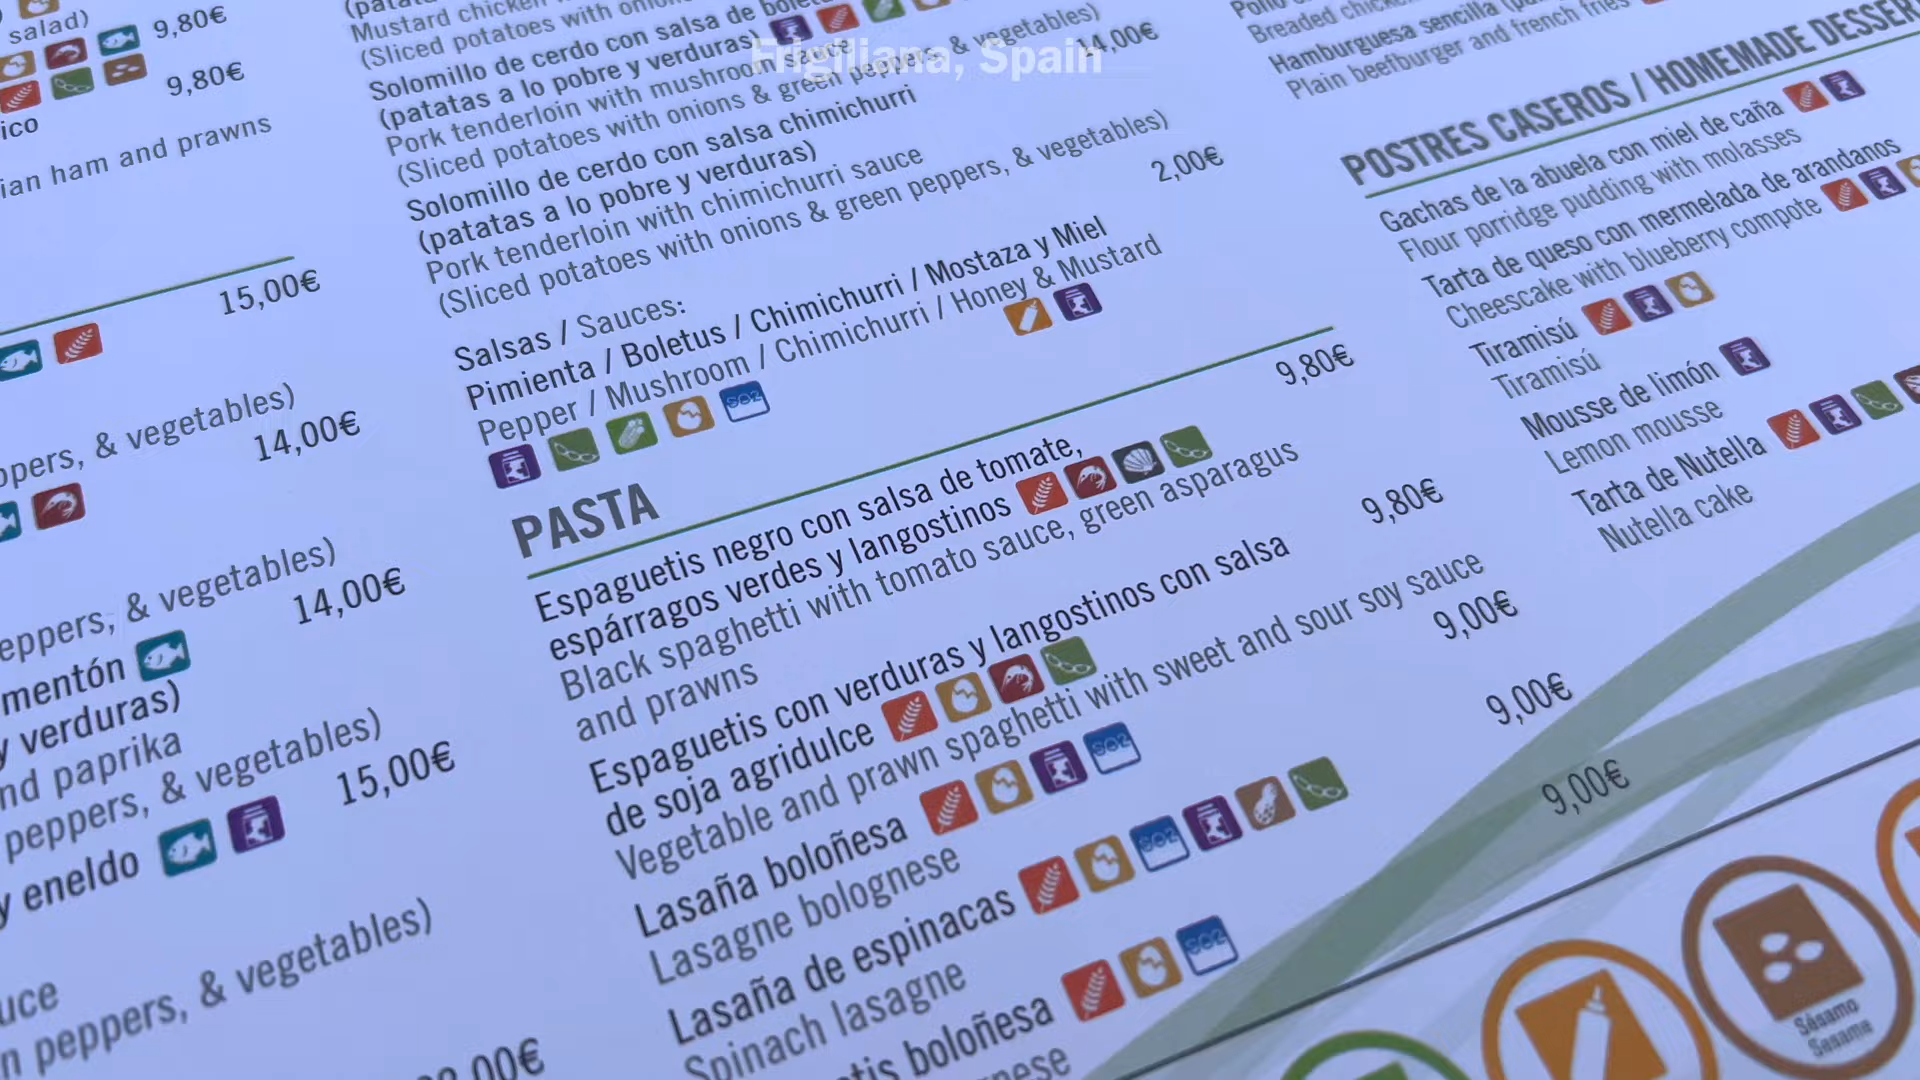 Frigiliana, Spain
salad)
9,80€
9,80€
ico
ian ham and prawns
15,00€
ppers, & vegetables)
14,00€
eppers, & vegetables)
14,00€
mentón
y verduras)
nd paprika
peppers, & vegetables)
15,00€
y eneldo
uce
n peppers, & vegetables)
00€
Mustard chicken
(Sliced potatoes with
Solomillo de cerdo con salsa de
(patatas a lo pobre y verduras)
Pork tenderloin with mushroom sauce
(Sliced potatoes with onions & green peppers & vegetables)
14,00€
Solomillo de cerdo con salsa chimichurri
(patatas a lo pobre y verduras)
Pork tenderloin with chimichurri sauce
(Sliced potatoes with onions & green peppers, & vegetables)
2,00€
Salsas / Sauces:
Pimienta / Boletus / Chimichurri / Mostaza y Miel
Pepper / Mushroom / Chimichurri / Honey & Mustard
SO2
PASTA
9,80€
Espaguetis negro con salsa de tomate,
espárragos verdes y langostinos
Black spaghetti with tomato sauce, green asparagus
and prawns
9,80€
Espaguetis con verduras y langostinos con salsa
de soja agridulce
Vegetable and prawn spaghetti with sweet and sour soy sauce
9,00€
Lasaña boloñesa
SO2
Lasagne bolognese
9,00€
Lasaña de espinacas
SO2
Spinach lasagne
9,00€
etis boloñesa
SO2
nese
Breaded chicken
Hamburguesa sencilla
Plain beefburger and french fries
POSTRES CASEROS / HOMEMADE DESSER
Gachas de la abuela con miel de caña
Flour porridge pudding with molasses
Tarta de queso con mermelada de arandanos
Cheescake with blueberry compote
Tiramisú
Tiramisú
Mousse de limón
Lemon mousse
Tarta de Nutella
Nutella cake
Sésamo
Sesame